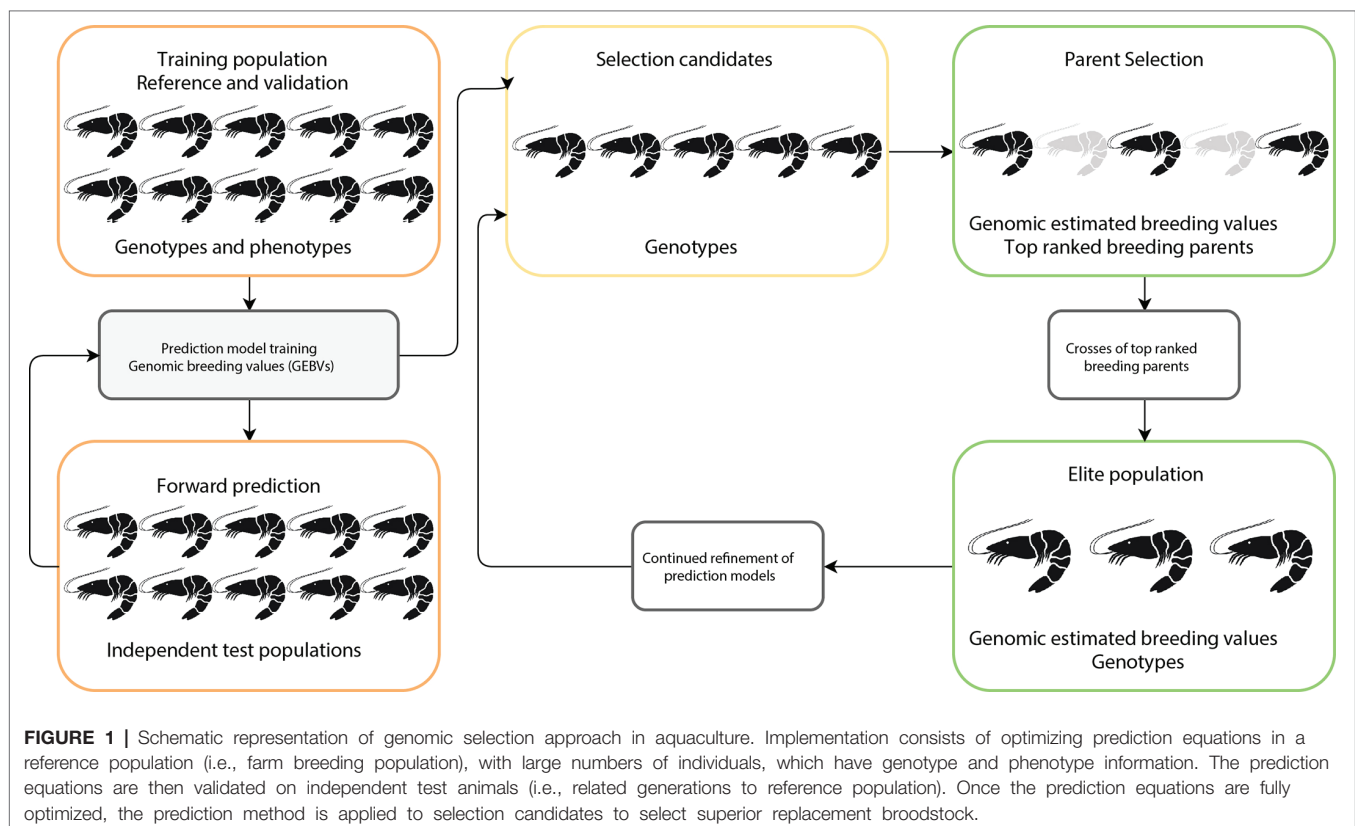 Training population
Reference and validation
Genotypes and phenotypes
Prediction model training
Genomic breeding values (GEBVs)
Forward prediction
Independent test populations
Selection candidates
Genotypes
Parent Selection
Genomic estimated breeding values
Top ranked breeding parents
Crosses of top ranked
breeding parents
Elite population
Genomic estimated breeding values
Genotypes
Continued refinement of
prediction models
FIGURE 1 | Schematic representation of genomic selection approach in aquaculture. Implementation consists of optimizing prediction equations in a
reference population (i.e., farm breeding population), with large numbers of individuals, which have genotype and phenotype information. The prediction
equations are then validated on independent test animals (i.e., related generations to reference population). Once the prediction equations are fully
optimized, the prediction method is applied to selection candidates to select superior replacement broodstock.